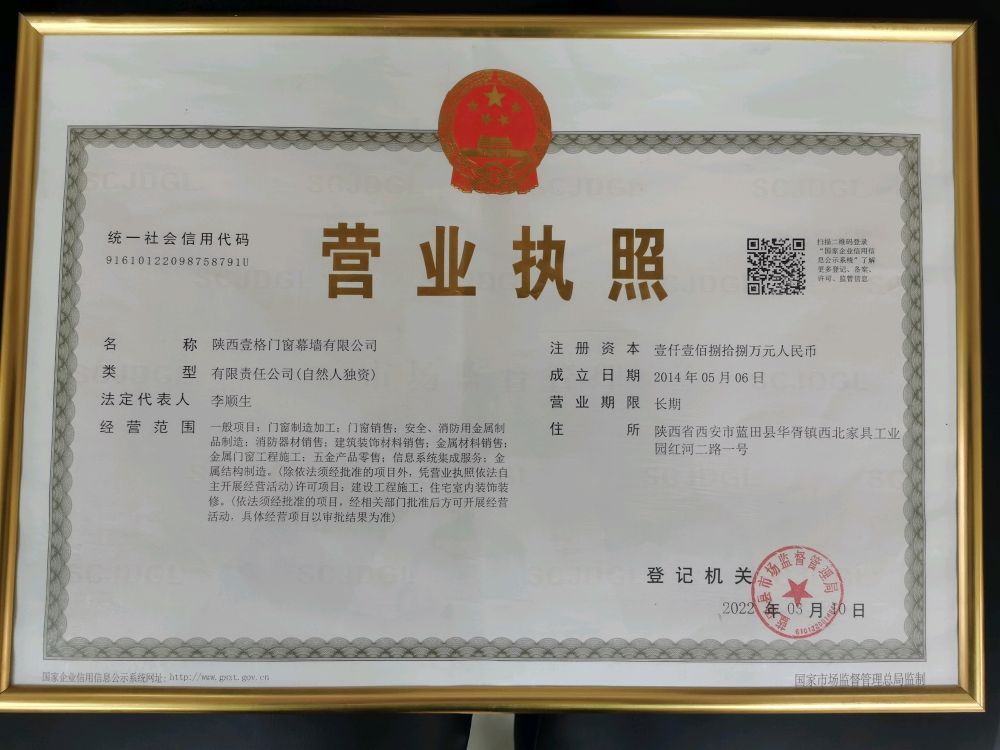 统一社会信用代码
91610122098758791U
营业执照
扫描二维码登录
“国家企业信用信
息公示系统”了解
更多登记、备案、
许可、监管信息
名称 陕西壹格门窗幕墙有限公司
类型 有限责任公司(自然人独资)
法定代表人 李顺生
经营范围 一般项目：门窗制造加工；门窗销售；安全、消防用金属制
品制造；消防器材销售；建筑装饰材料销售；金属材料销售；
金属门窗工程施工；五金产品零售；信息系统集成服务；金
属结构制造。(除依法须经批准的项目外，凭营业执照依法自
主开展经营活动)许可项目：建设工程施工；住宅室内装饰装
修。(依法须经批准的项目，经相关部门批准后方可开展经营
活动，具体经营项目以审批结果为准)
注册资本 壹仟壹佰捌拾捌万元人民币
成立日期 2014年05月06日
营业期限 长期
住所 陕西省西安市蓝田县华胥镇西北家具工业
园红河二路一号
登记机关
蓝田县市场监督管理局
2022年03月10日
国家企业信用信息公示系统网址: http://www.gsxt.gov.cn
国家市场监督管理总局监制